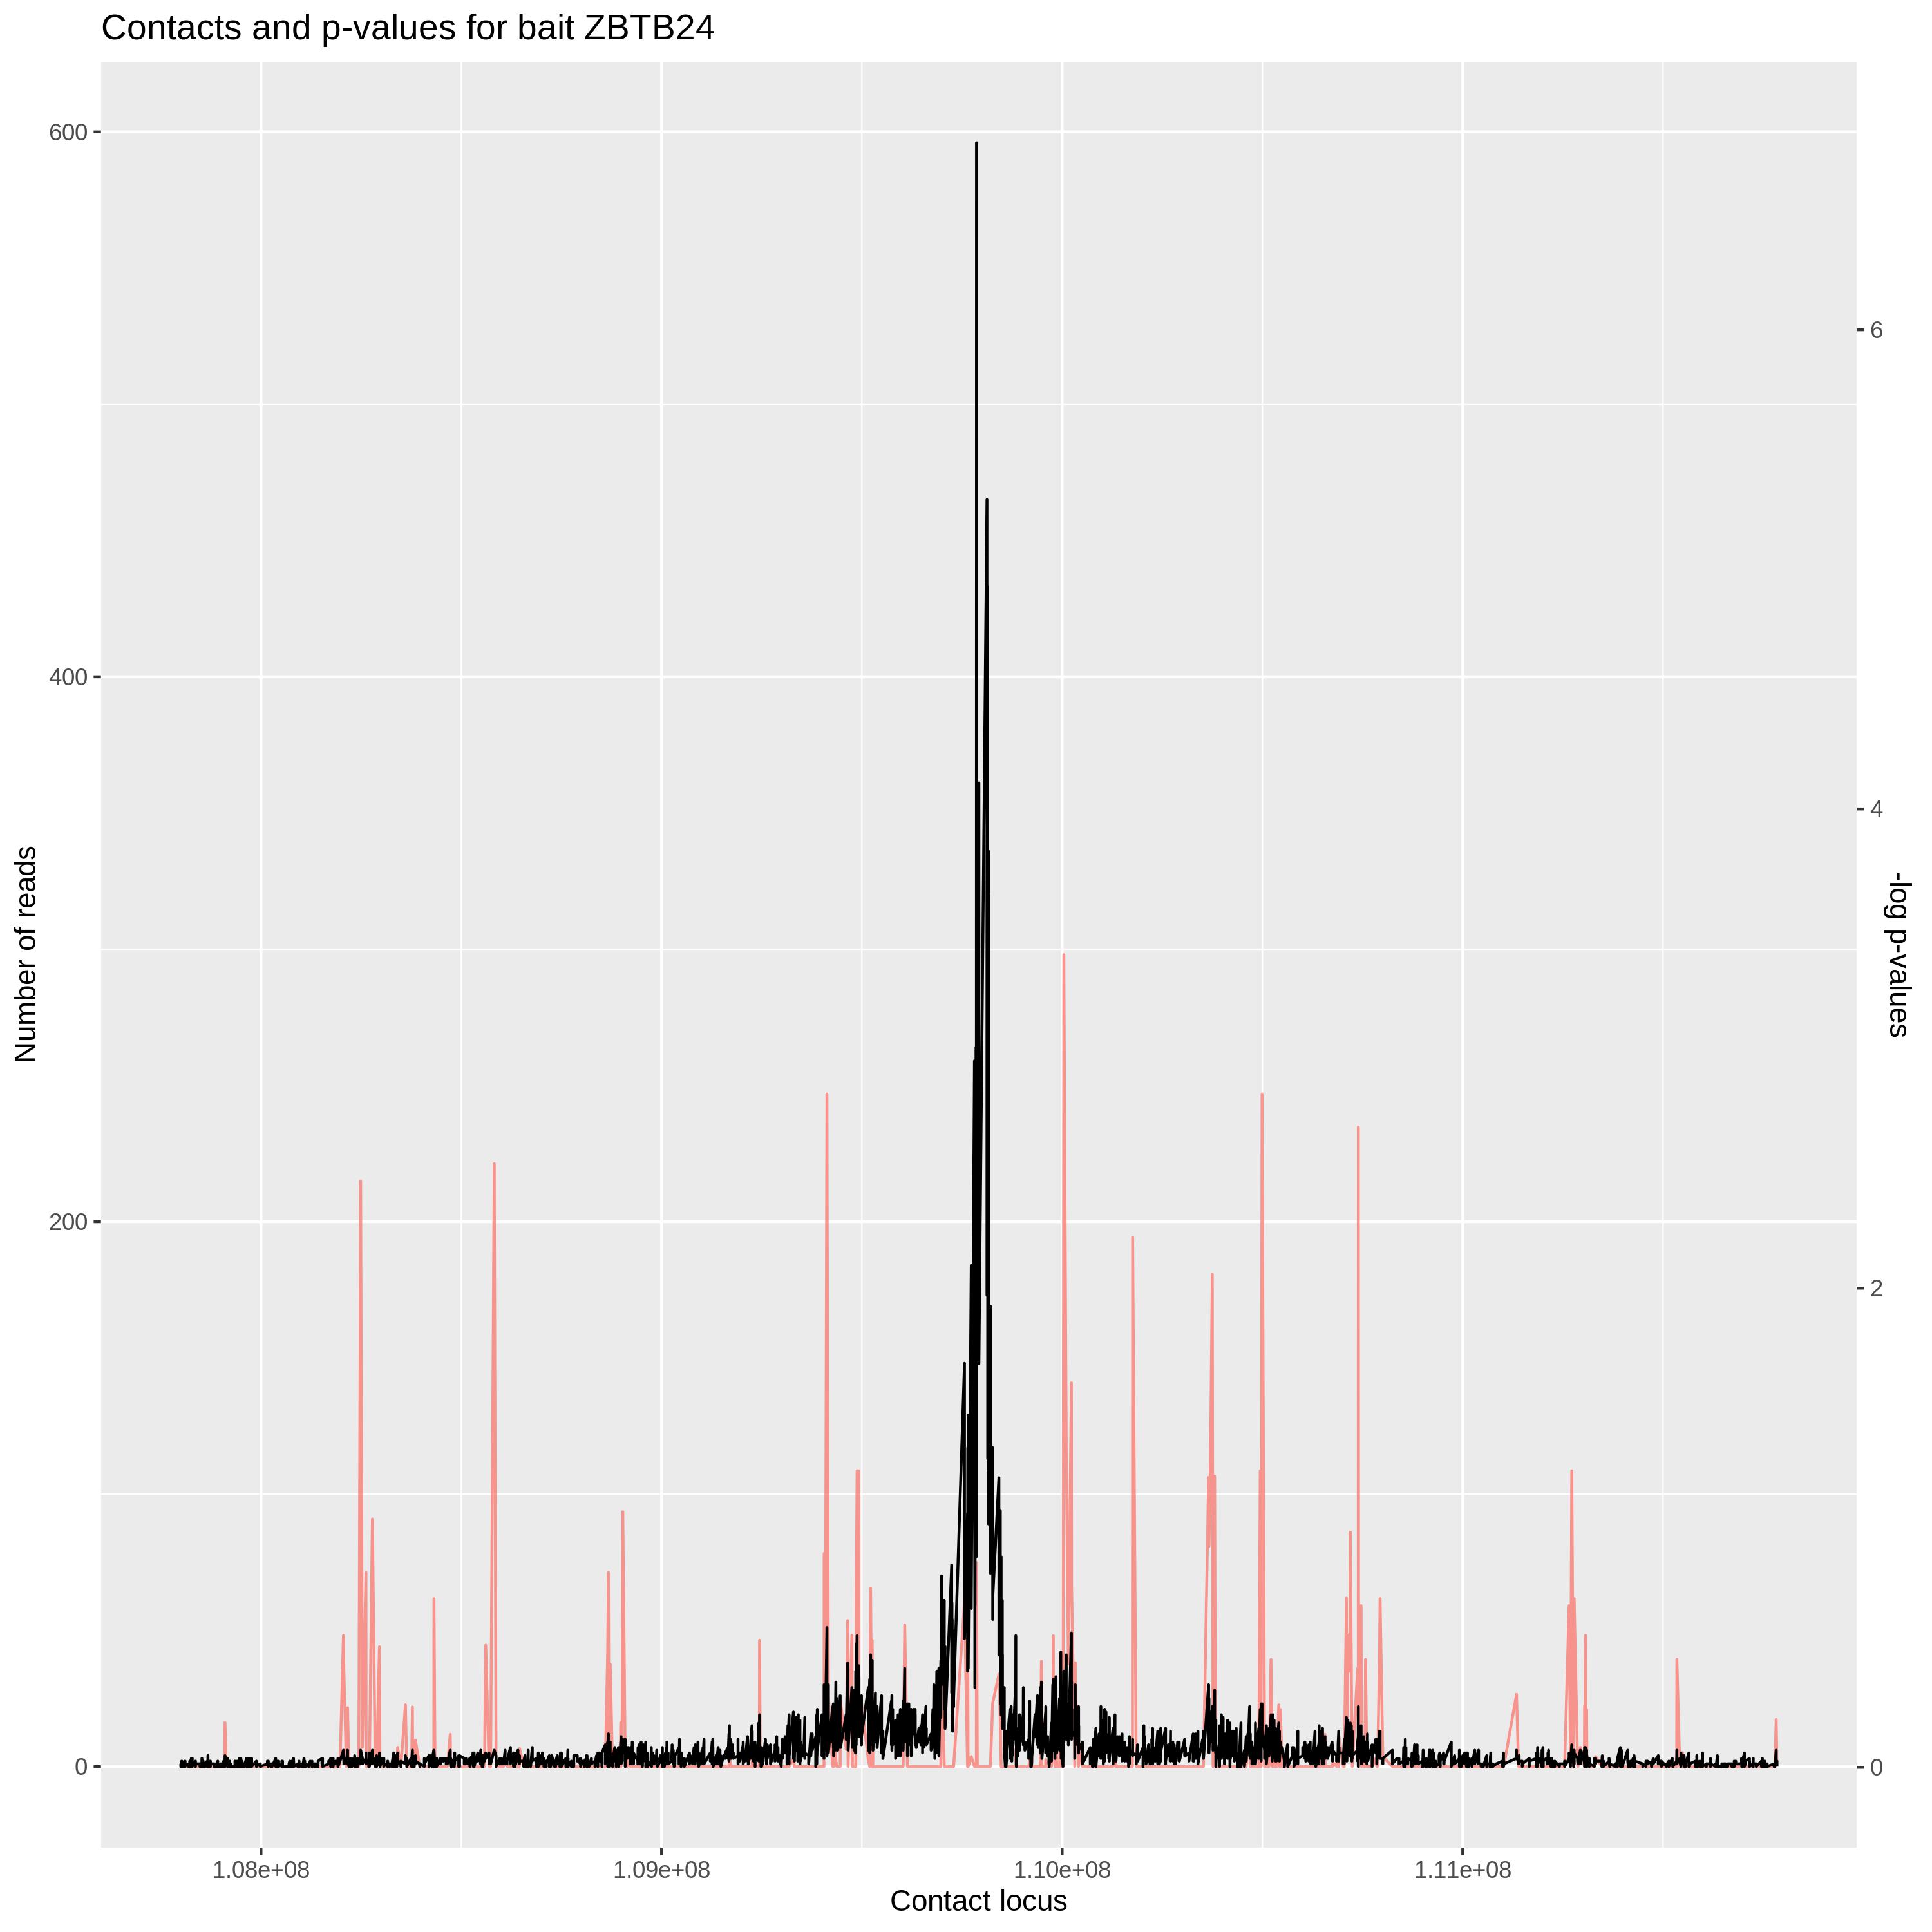 Contacts and p-values for bait ZBTB24
600
400
200
0
Number of reads
6
4
2
0
-log p-values
1.08e+08
1.09e+08
1.10e+08
1.11e+08
Contact locus